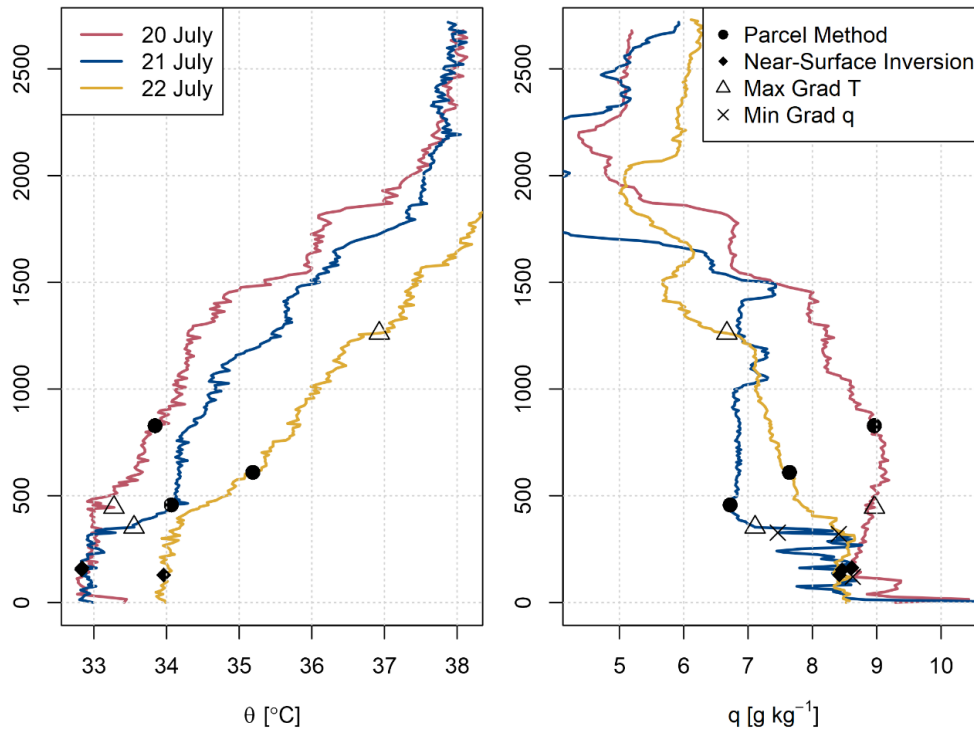 20 July
21 July
22 July
Parcel Method
Near-Surface Inversion
Max Grad T
Min Grad q
2500
2000
1500
1000
500
0
33
34
35
36
37
38
θ [°C]
2500
2000
1500
1000
500
0
5
6
7
8
9
10
q [g kg⁻¹]